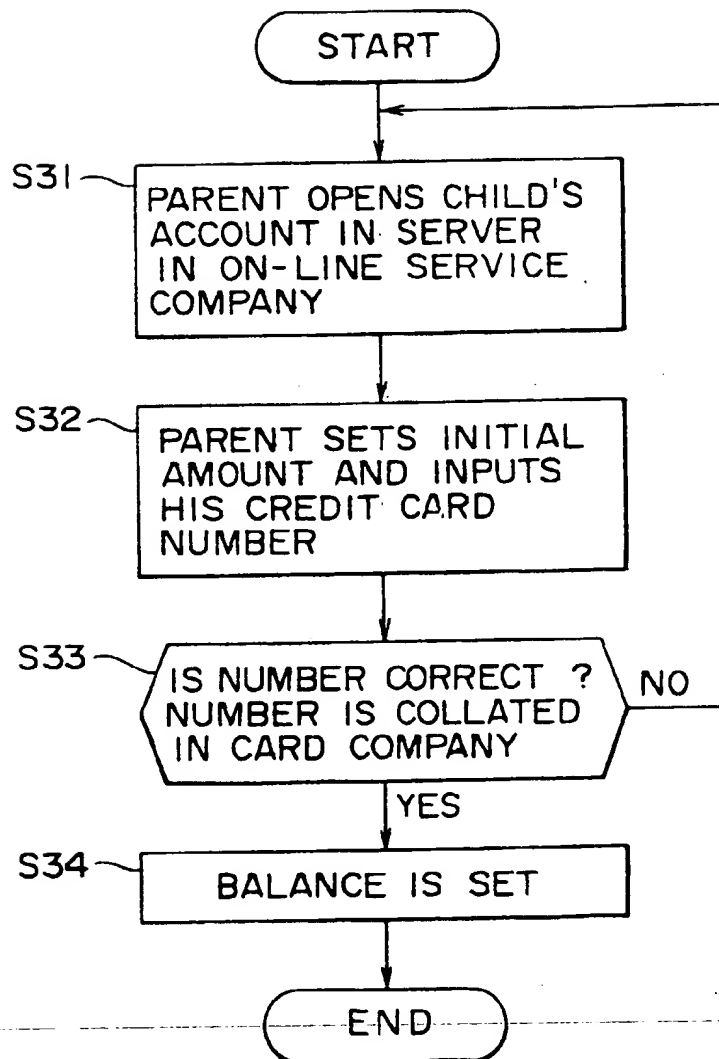 START
S31
PARENT OPENS CHILD'S
ACCOUNT IN SERVER
IN ON-LINE SERVICE
COMPANY
S32
PARENT SETS INITIAL
AMOUNT AND INPUTS
HIS CREDIT CARD
NUMBER
S33
IS NUMBER CORRECT ?
NUMBER IS COLLATED
IN CARD COMPANY
NO
YES
S34
BALANCE IS SET
END